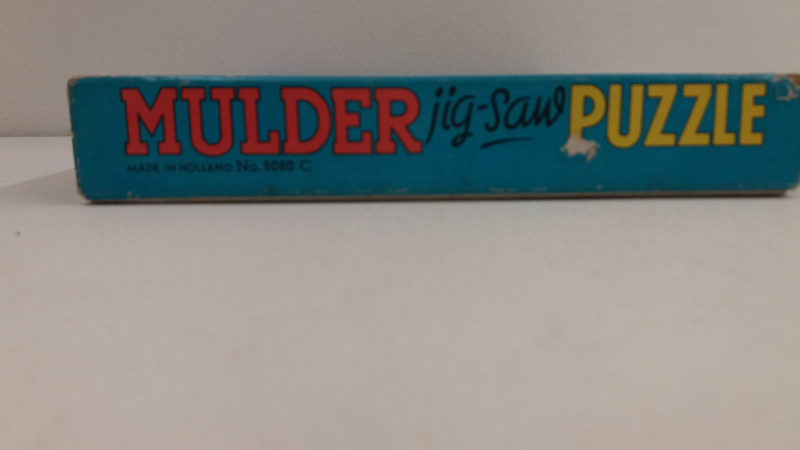 MULDER jig-saw PUZZLE
MADE IN HOLLAND No. 9060 C